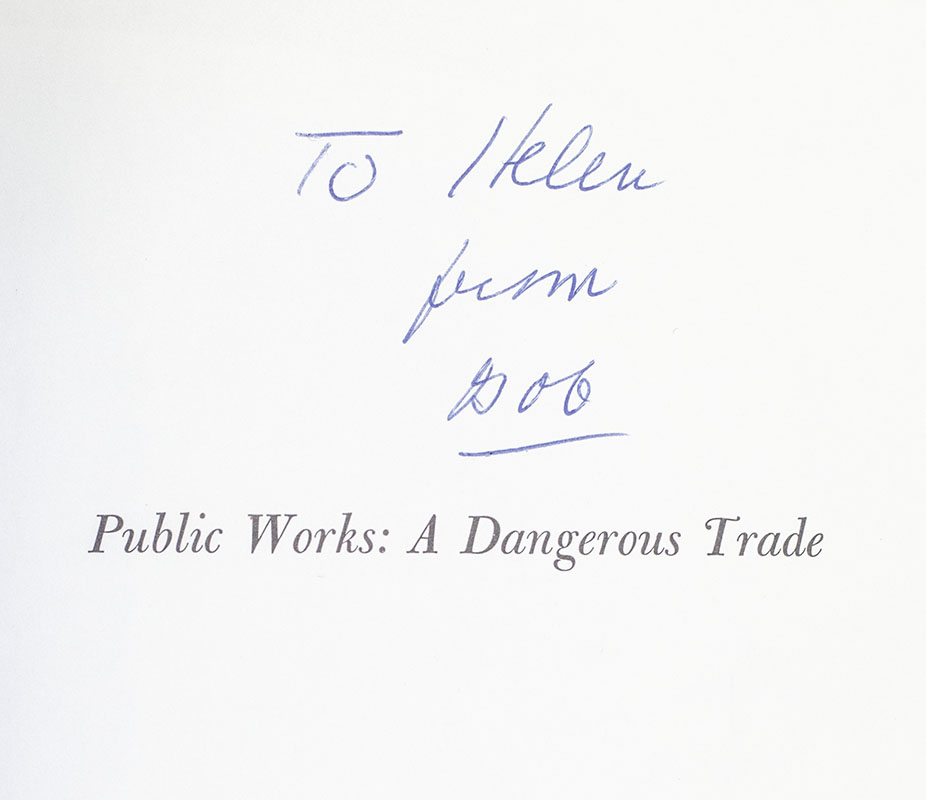 To Helen
from
Bob
Public Works: A Dangerous Trade